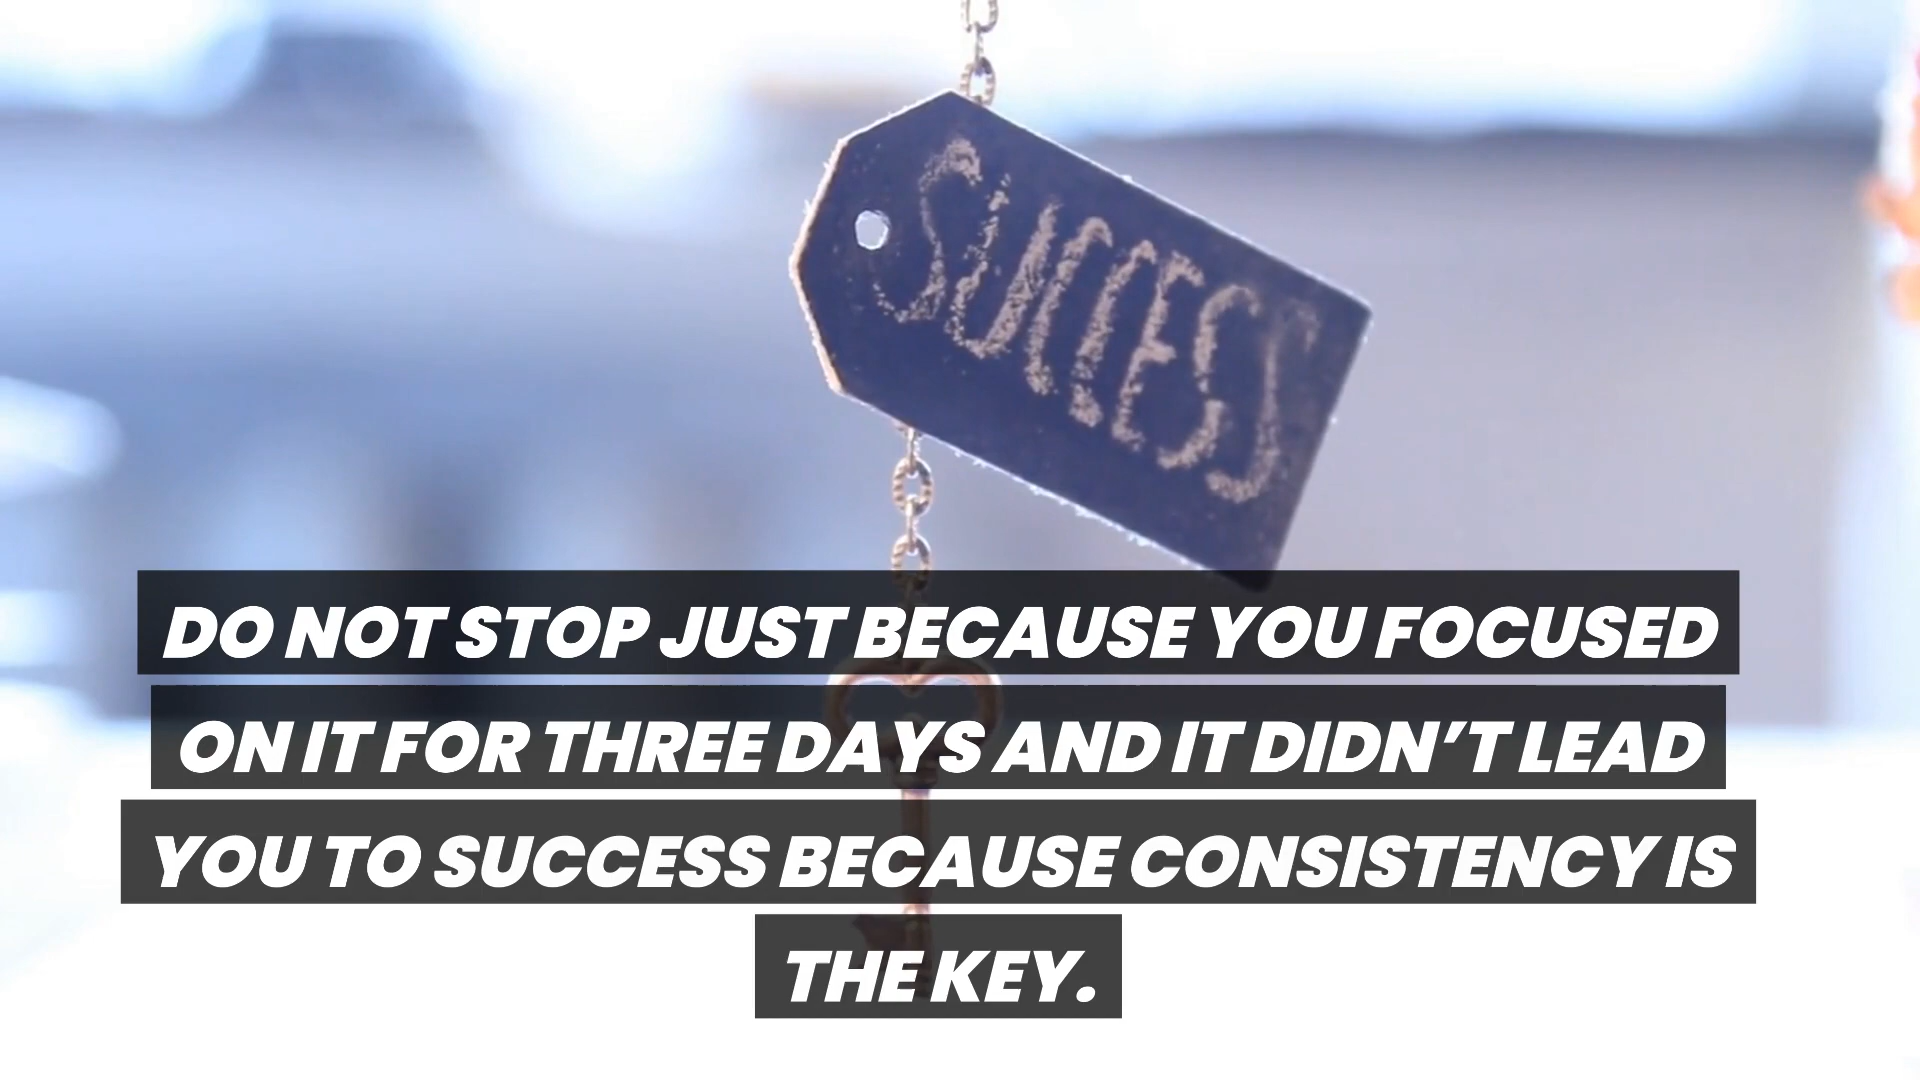 SUCCESS
DO NOT STOP JUST BECAUSE YOU FOCUSED
ON IT FOR THREE DAYS AND IT DIDN’T LEAD
YOU TO SUCCESS BECAUSE CONSISTENCY IS
THE KEY.